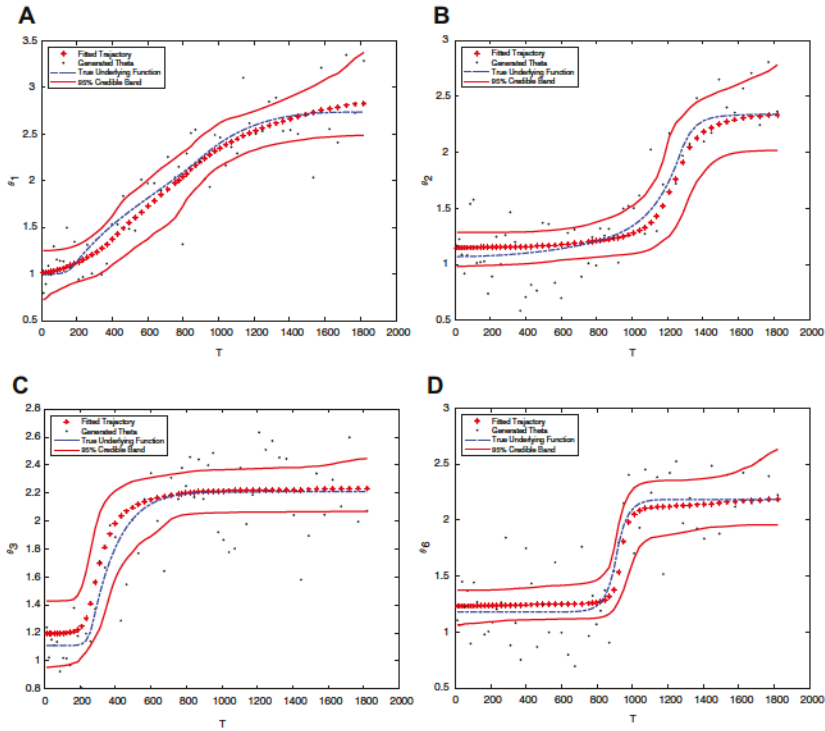 A
3.5
3
2.5
2
1.5
1
0.5
0 200 400 600 800 1000 1200 1400 1600 1800 2000
T
θ1
Fitted Trajectory
Generated Theta
True Underlying Function
95% Credible Band
B
3
2.5
2
1.5
1
0.5
0 200 400 600 800 1000 1200 1400 1600 1800 2000
T
θ2
Fitted Trajectory
Generated Theta
True Underlying Function
95% Credible Band
C
2.8
2.6
2.4
2.2
2
1.8
1.6
1.4
1.2
1
0.8
0 200 400 600 800 1000 1200 1400 1600 1800 2000
T
θ3
Fitted Trajectory
Generated Theta
True Underlying Function
95% Credible Band
D
3
2.5
2
1.5
1
0.5
0 200 400 600 800 1000 1200 1400 1600 1800 2000
T
θ6
Fitted Trajectory
Generated Theta
True Underlying Function
95% Credible Band